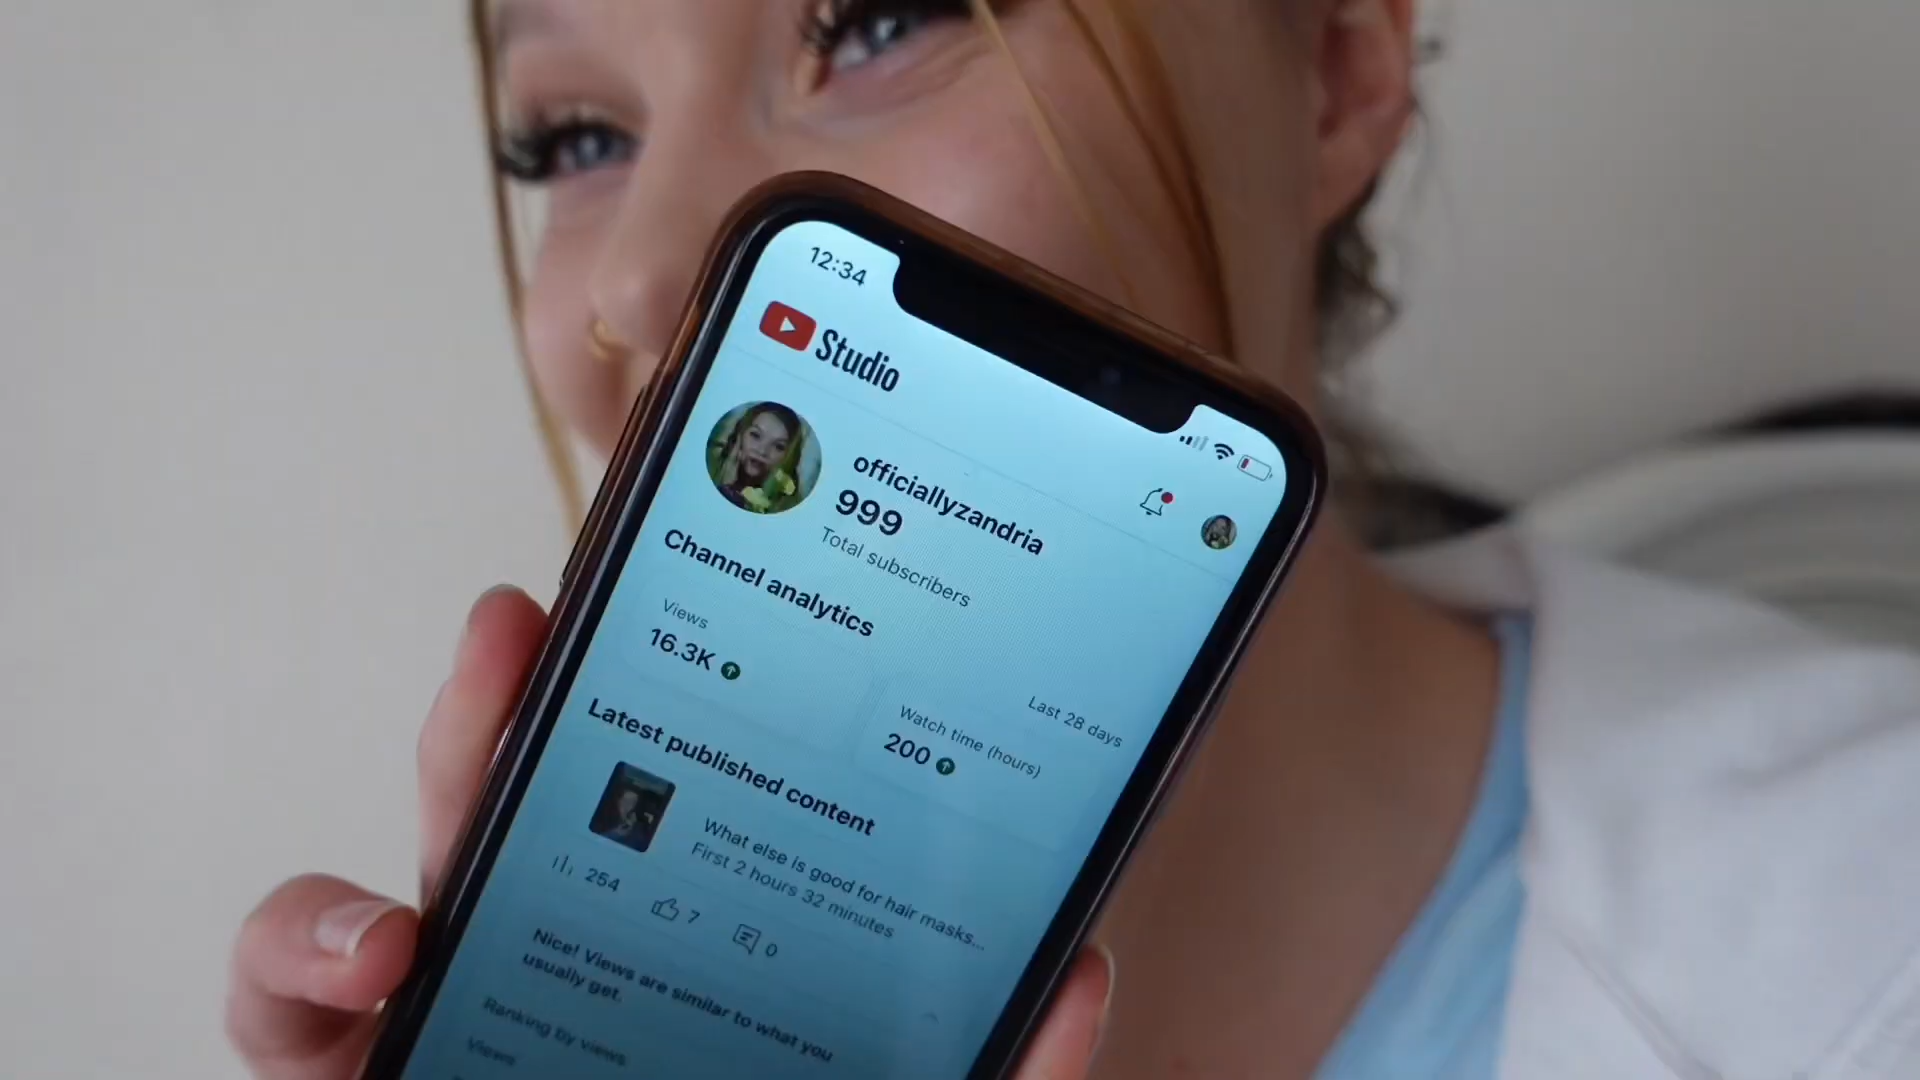 12:34
Studio
officiallyzandria
999
Total subscribers
Channel analytics
Last 28 days
Views
16.3K
Watch time (hours)
200
Latest published content
What else is good for hair masks...
First 2 hours 32 minutes
254
7
0
Nice! Views are similar to what you
usually get.
Ranking by views
Views